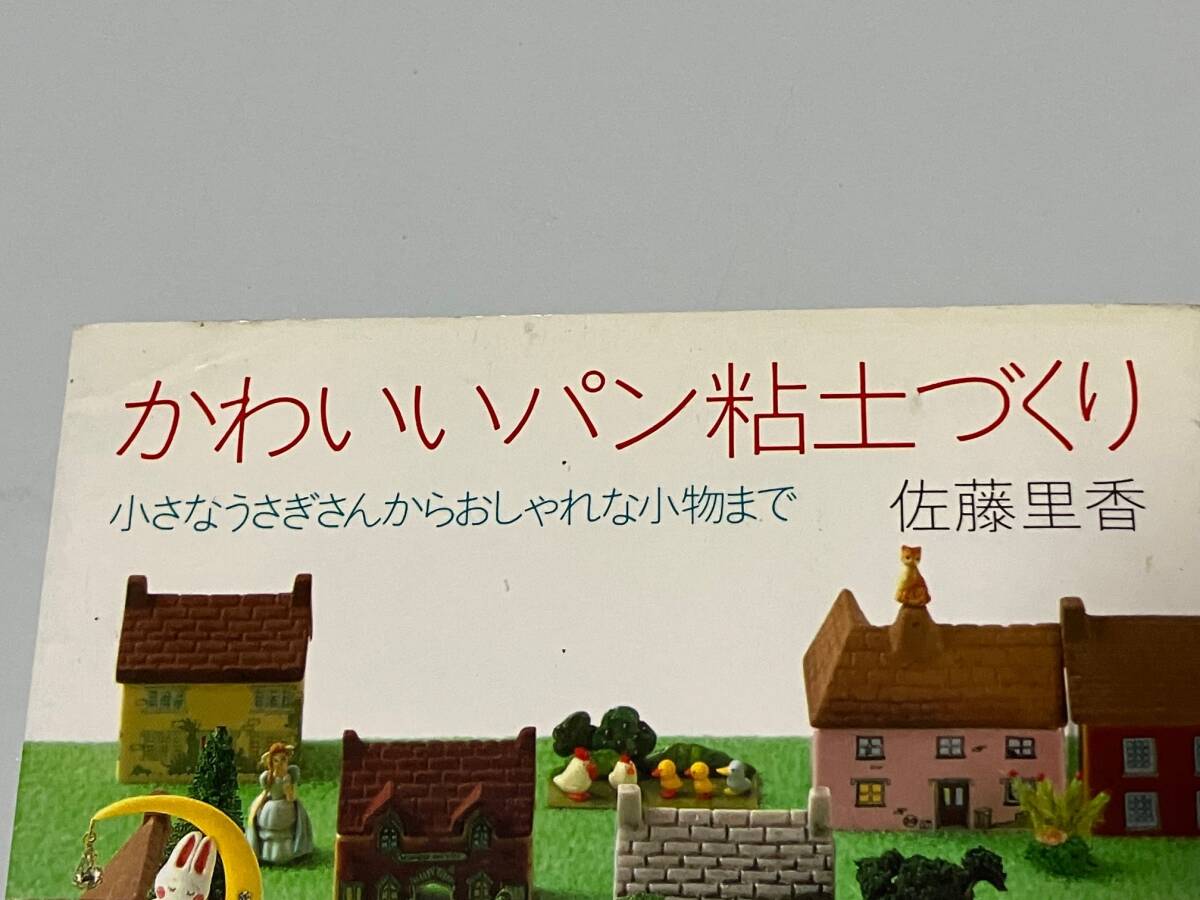 かわいいパン粘土づくり
小さなうさぎさんからおしゃれな小物まで 佐藤里香